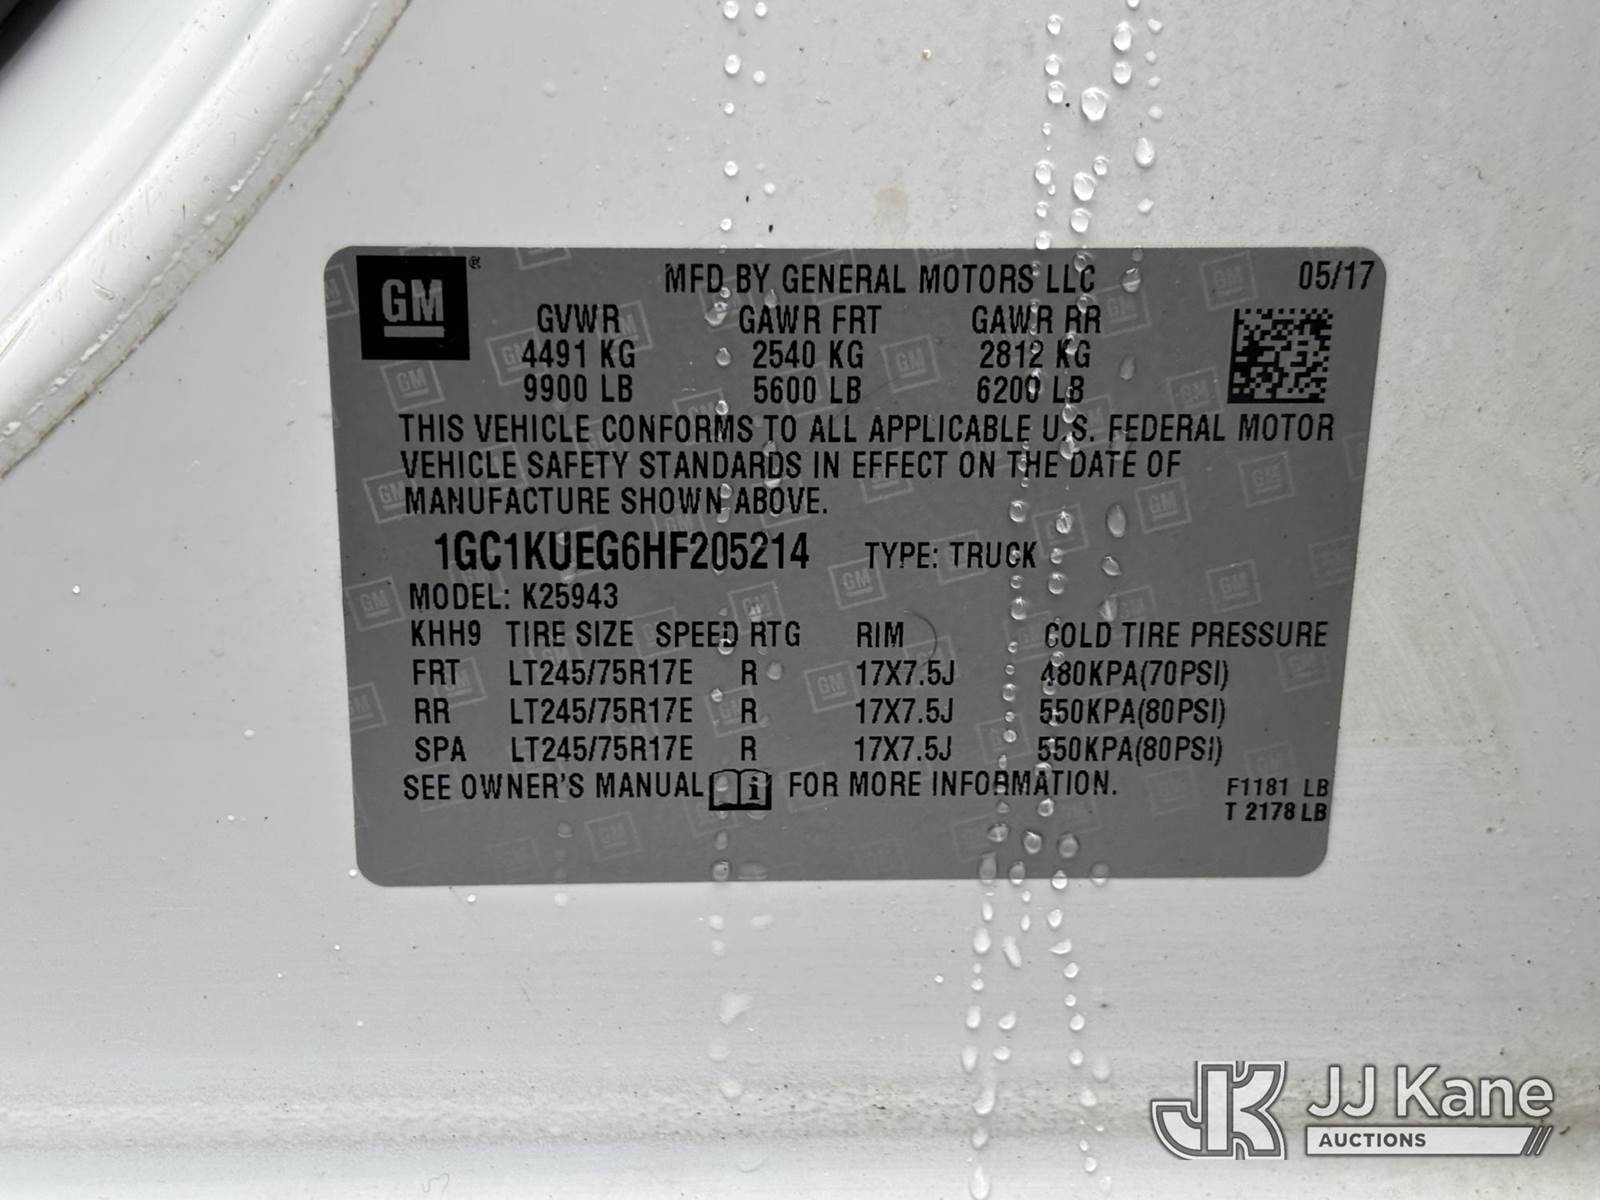 GM ®
MFD BY GENERAL MOTORS LLC 05/17
GVWR GAWR FRT GAWR RR
4491 KG 2540 KG 2812 KG
9900 LB 5600 LB 6200 LB
THIS VEHICLE CONFORMS TO ALL APPLICABLE U.S. FEDERAL MOTOR
VEHICLE SAFETY STANDARDS IN EFFECT ON THE DATE OF
MANUFACTURE SHOWN ABOVE.
1GC1KUEG6HF205214 TYPE: TRUCK
MODEL: K25943
KHH9 TIRE SIZE SPEED RTG RIM COLD TIRE PRESSURE
FRT LT245/75R17E R 17X7.5J 480KPA(70PSI)
RR LT245/75R17E R 17X7.5J 550KPA(80PSI)
SPA LT245/75R17E R 17X7.5J 550KPA(80PSI)
SEE OWNER'S MANUAL i FOR MORE INFORMATION.
F1181 LB
T 2178 LB
JK JJ Kane
AUCTIONS